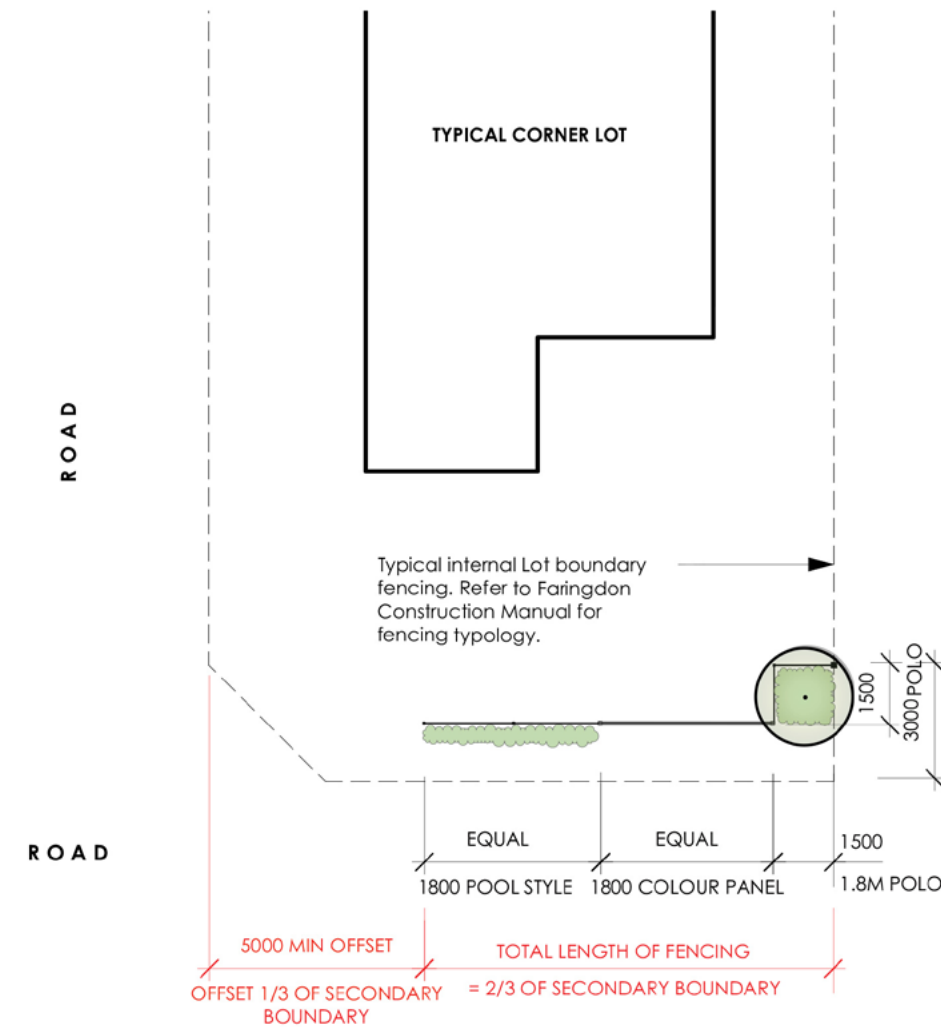 TYPICAL CORNER LOT
ROAD
Typical internal Lot boundary
fencing. Refer to Faringdon
Construction Manual for
fencing typology.
1500
3000 POLO
ROAD
EQUAL
EQUAL
1500
1800 POOL STYLE
1800 COLOUR PANEL
1.8M POLO
5000 MIN OFFSET
TOTAL LENGTH OF FENCING
OFFSET 1/3 OF SECONDARY
BOUNDARY
= 2/3 OF SECONDARY BOUNDARY